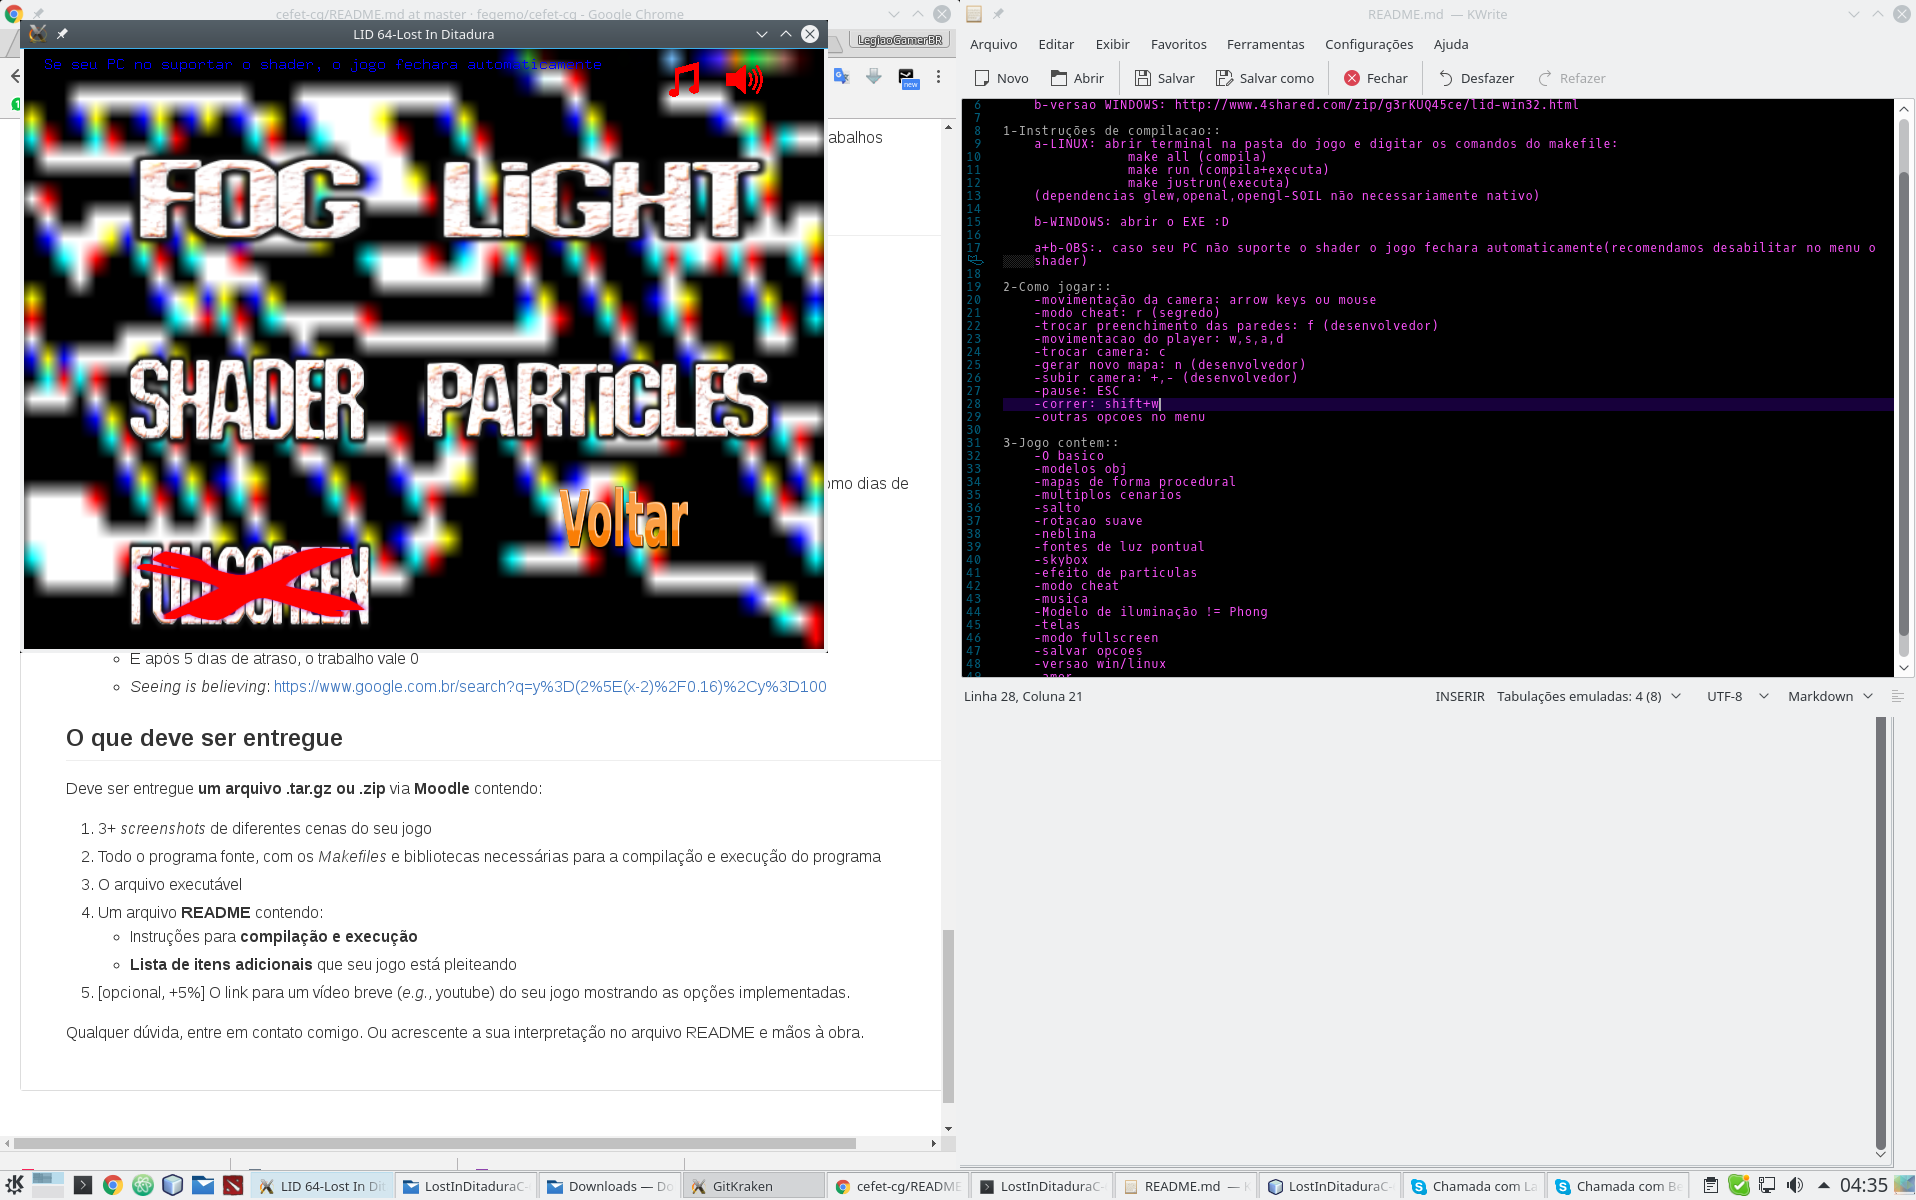 cefet-cg/README.md at master · fegemo/cefet-cg - Google Chrome
LegiaoGamerBR
new
LID 64-Lost In Ditadura
Se seu PC no suportar o shader, o jogo fechara automaticamente
FOG
LiGHT
SHADER
PARTiCLES
Voltar
FULLSCREEN
abalhos
omo dias de
E após 5 dias de atraso, o trabalho vale 0
Seeing is believing: https://www.google.com.br/search?q=y%3D(2%5E(x-2)%2F0.16)%2Cy%3D100
O que deve ser entregue
Deve ser entregue um arquivo .tar.gz ou .zip via Moodle contendo:
1. 3+ screenshots de diferentes cenas do seu jogo
2. Todo o programa fonte, com os Makefiles e bibliotecas necessárias para a compilação e execução do programa
3. O arquivo executável
4. Um arquivo README contendo:
Instruções para compilação e execução
Lista de itens adicionais que seu jogo está pleiteando
5. [opcional, +5%] O link para um vídeo breve (e.g., youtube) do seu jogo mostrando as opções implementadas.
Qualquer dúvida, entre em contato comigo. Ou acrescente a sua interpretação no arquivo README e mãos à obra.
README.md — KWrite
Arquivo Editar Exibir Favoritos Ferramentas Configurações Ajuda
Novo Abrir Salvar Salvar como Fechar Desfazer Refazer
6 b-versao WINDOWS: http://www.4shared.com/zip/g3rKUQ45ce/lid-win32.html
7
8 1-Instruções de compilacao::
9 a-LINUX: abrir terminal na pasta do jogo e digitar os comandos do makefile:
10 make all (compila)
11 make run (compila+executa)
12 make justrun(executa)
13 (dependencias glew,openal,opengl-SOIL não necessariamente nativo)
14
15 b-WINDOWS: abrir o EXE :D
16
17 a+b-OBS:. caso seu PC não suporte o shader o jogo fechara automaticamente(recomendamos desabilitar no menu o
shader)
18
19 2-Como jogar::
20 -movimentação da camera: arrow keys ou mouse
21 -modo cheat: r (segredo)
22 -trocar preenchimento das paredes: f (desenvolvedor)
23 -movimentacao do player: w,s,a,d
24 -trocar camera: c
25 -gerar novo mapa: n (desenvolvedor)
26 -subir camera: +,- (desenvolvedor)
27 -pause: ESC
28 -correr: shift+w
29 -outras opcoes no menu
30
31 3-Jogo contem::
32 -O basico
33 -modelos obj
34 -mapas de forma procedural
35 -multiplos cenarios
36 -salto
37 -rotacao suave
38 -neblina
39 -fontes de luz pontual
40 -skybox
41 -efeito de particulas
42 -modo cheat
43 -musica
44 -Modelo de iluminação != Phong
45 -telas
46 -modo fullscreen
47 -salvar opcoes
48 -versao win/linux
49 -amor
Linha 28, Coluna 21 INSERIR Tabulações emuladas: 4 (8) UTF-8 Markdown
LID 64-Lost In Dit LostInDitaduraC- Downloads — Do GitKraken cefet-cg/README LostInDitaduraC- README.md — K LostInDitaduraC- Chamada com La Chamada com Be 04:35